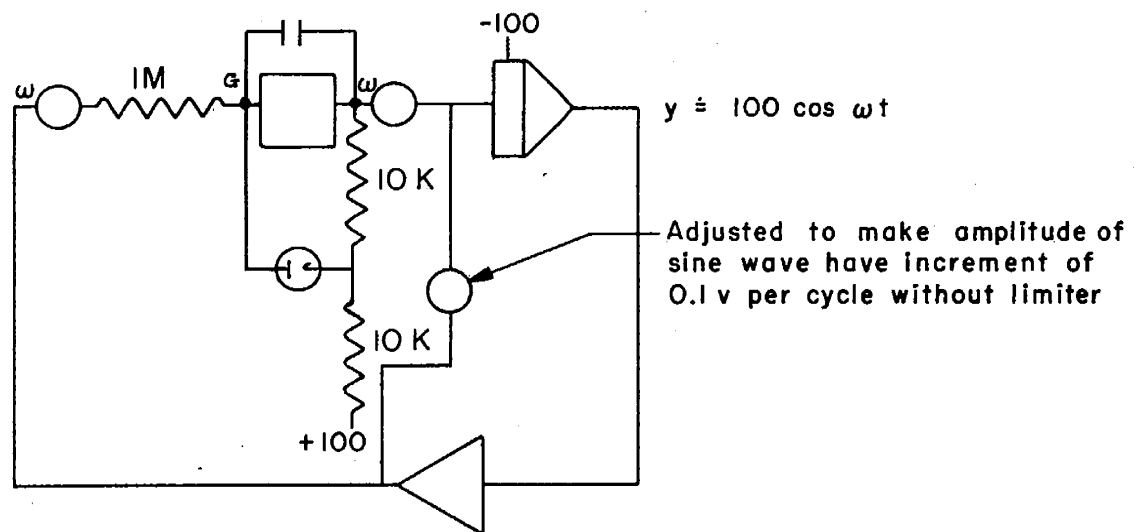 -100
ω
1M
G
ω
y ≐ 100 cos ω t
10 K
Adjusted to make amplitude of
sine wave have increment of
0.1 v per cycle without limiter
10 K
+100